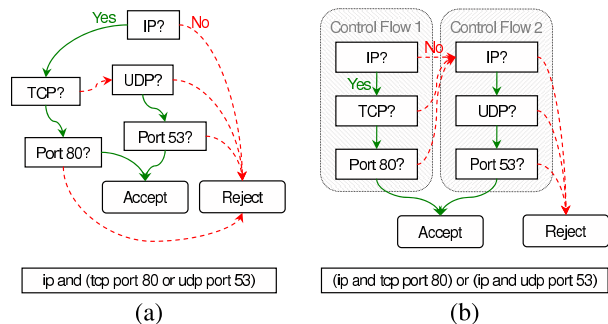 Yes
IP?
No
TCP?
UDP?
Port 80?
Port 53?
Accept
Reject
ip and (tcp port 80 or udp port 53)
(a)
Control Flow 1
Control Flow 2
IP?
No
IP?
Yes
TCP?
UDP?
Port 80?
Port 53?
Accept
Reject
(ip and tcp port 80) or (ip and udp port 53)
(b)